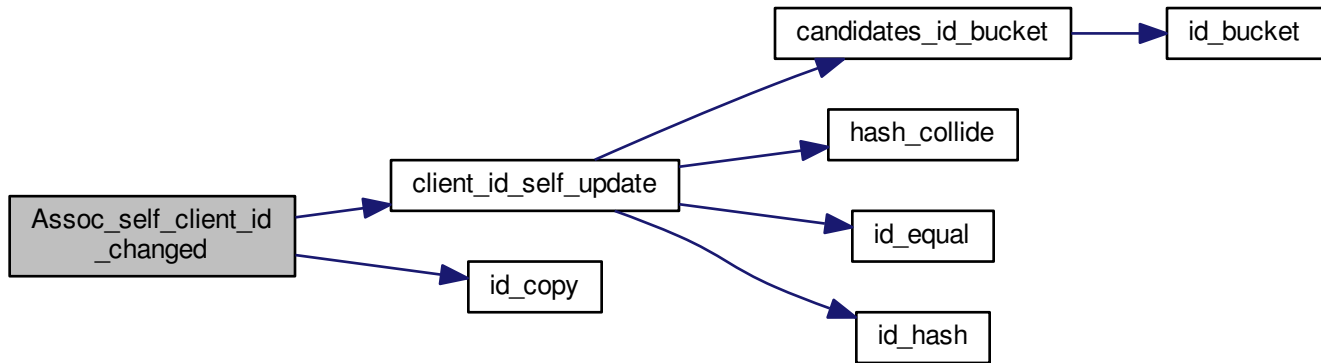 candidates_id_bucket
id_bucket
hash_collide
client_id_self_update
Assoc_self_client_id
_changed
id_equal
id_copy
id_hash